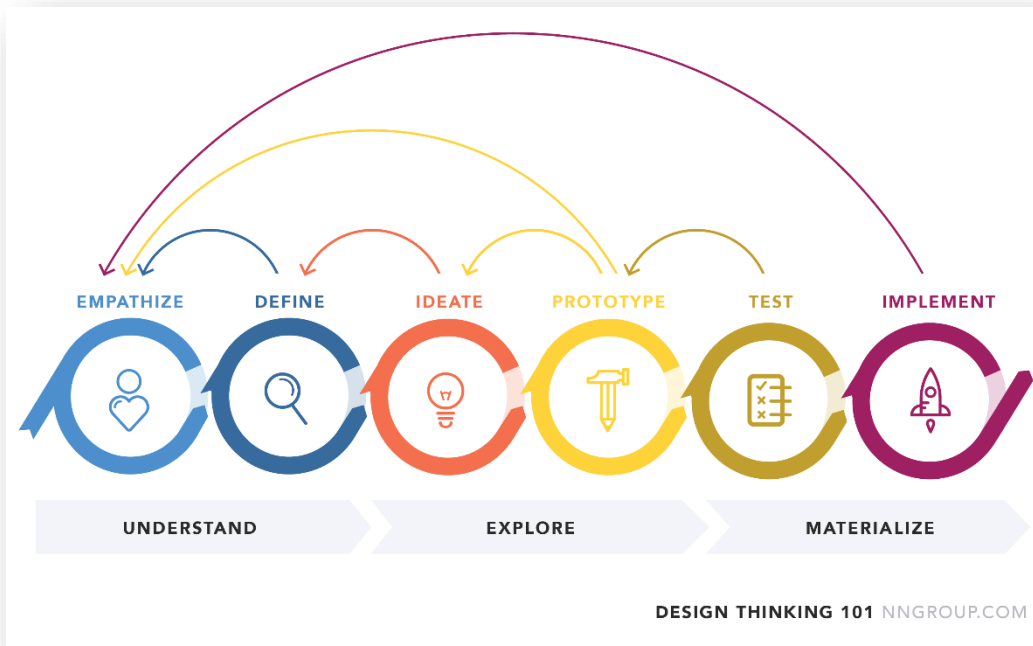 EMPATHIZE
DEFINE
IDEATE
PROTOTYPE
TEST
IMPLEMENT
UNDERSTAND
EXPLORE
MATERIALIZE
DESIGN THINKING 101 NNGROUP.COM